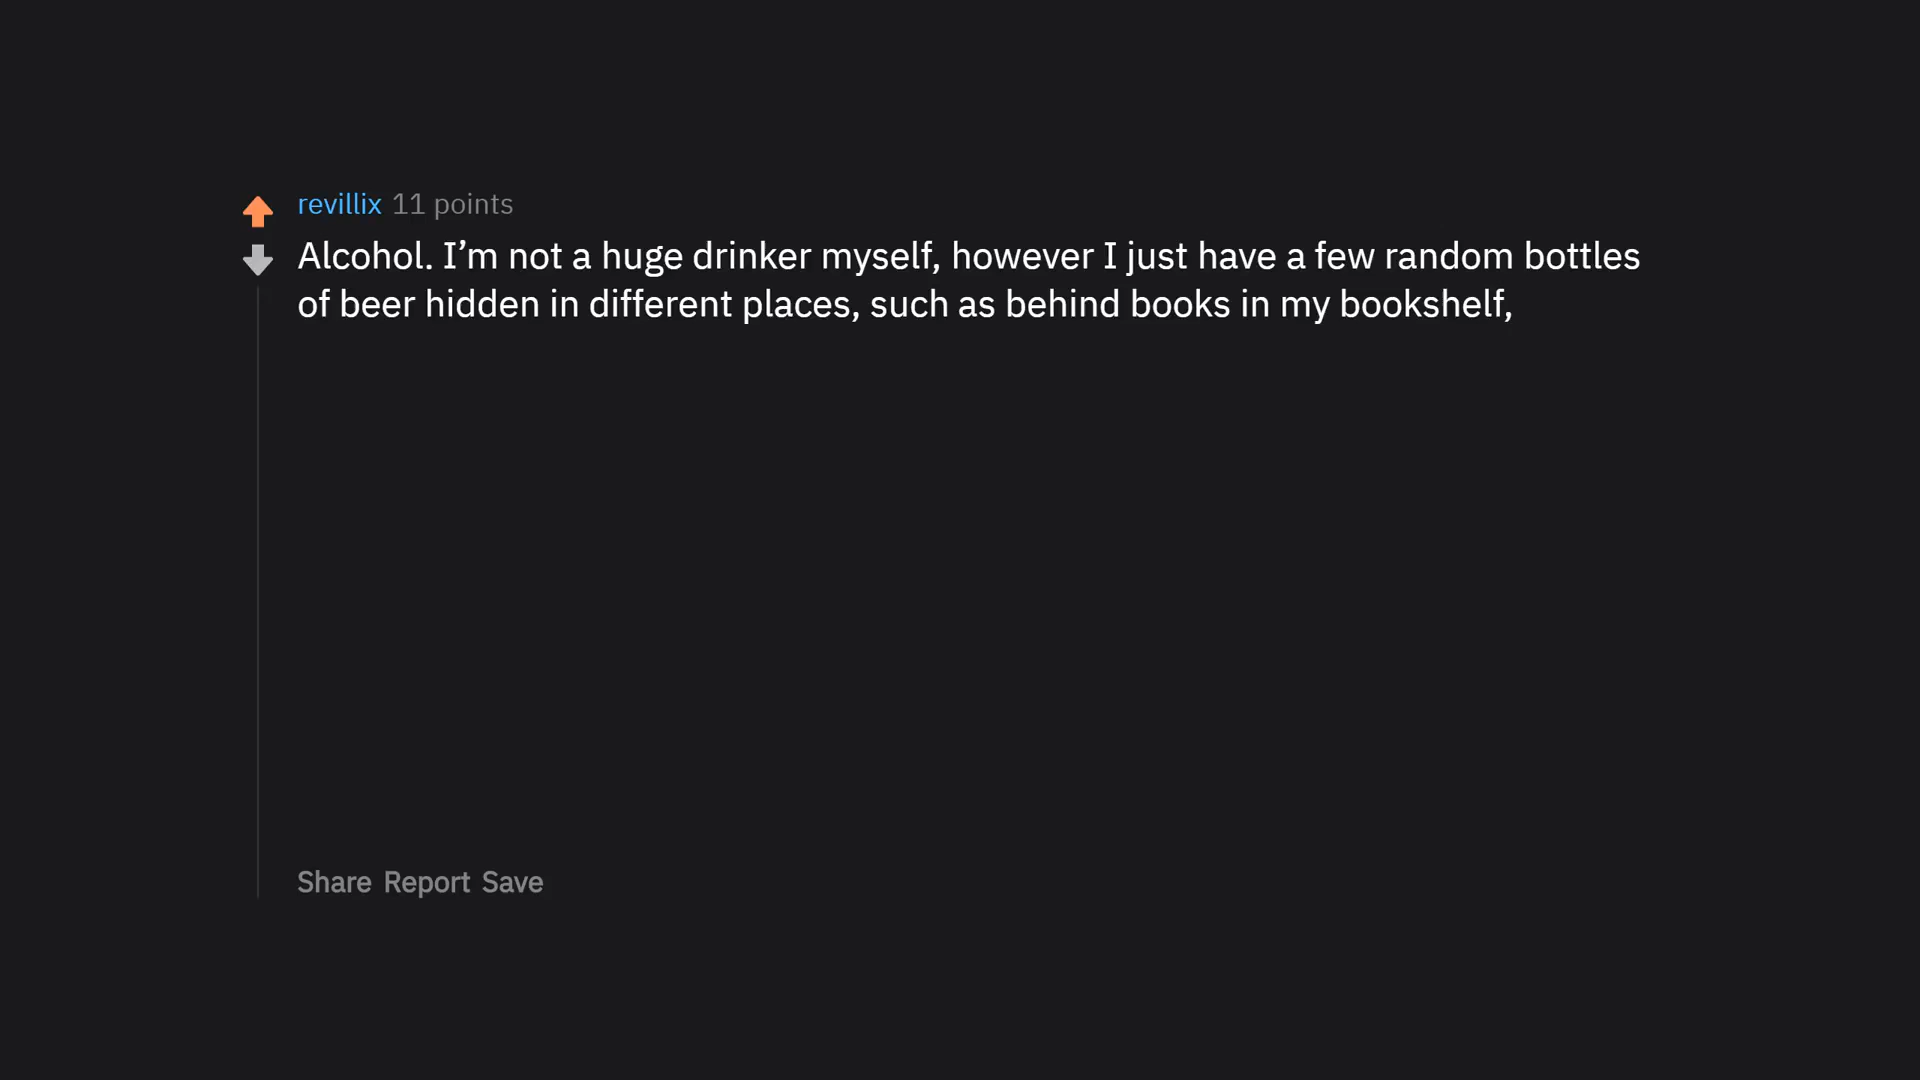 revillix 11 points
Alcohol. I’m not a huge drinker myself, however I just have a few random bottles
of beer hidden in different places, such as behind books in my bookshelf,
Share Report Save